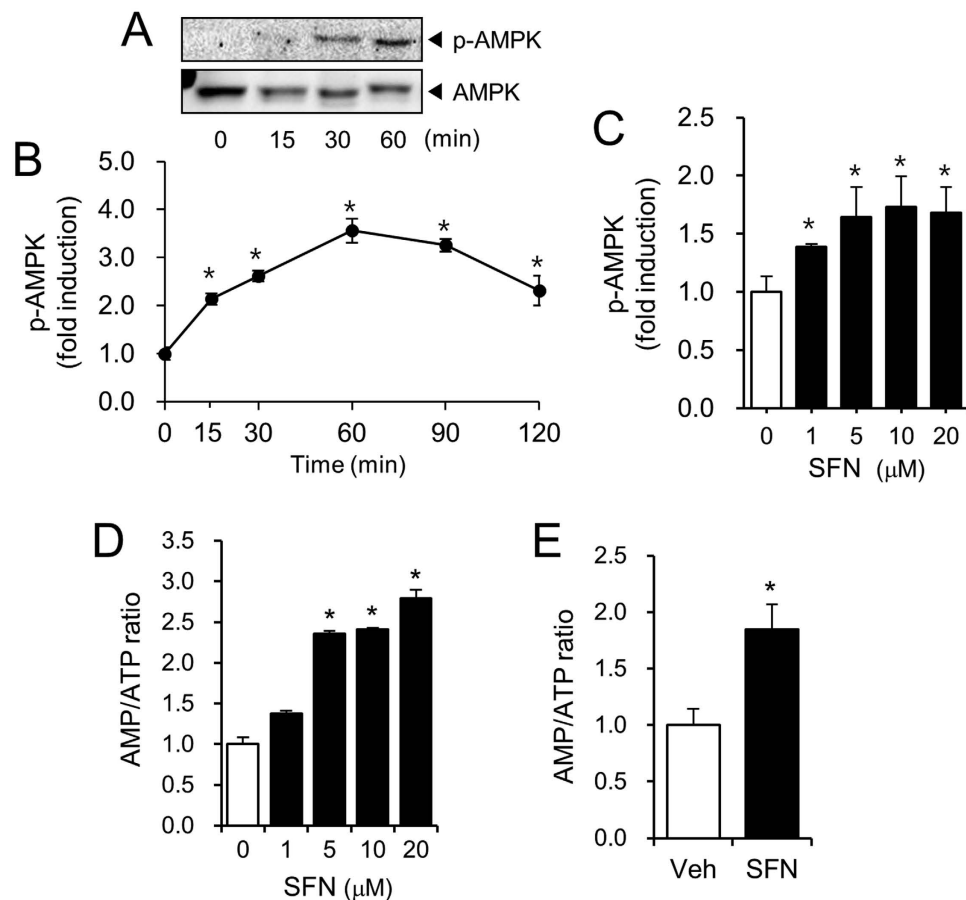 A
p-AMPK
AMPK
0 15 30 60 (min)
B
p-AMPK
(fold induction)
5.0
4.0
3.0
2.0
1.0
0.0
* * * * *
0 15 30 60 90 120
Time (min)
C
p-AMPK
(fold induction)
2.5
2.0
1.5
1.0
0.5
0.0
* * * *
0 1 5 10 20
SFN (μM)
D
AMP/ATP ratio
3.5
3.0
2.5
2.0
1.5
1.0
0.5
0.0
* * *
0 1 5 10 20
SFN (μM)
E
AMP/ATP ratio
2.5
2.0
1.5
1.0
0.5
0.0
*
Veh SFN